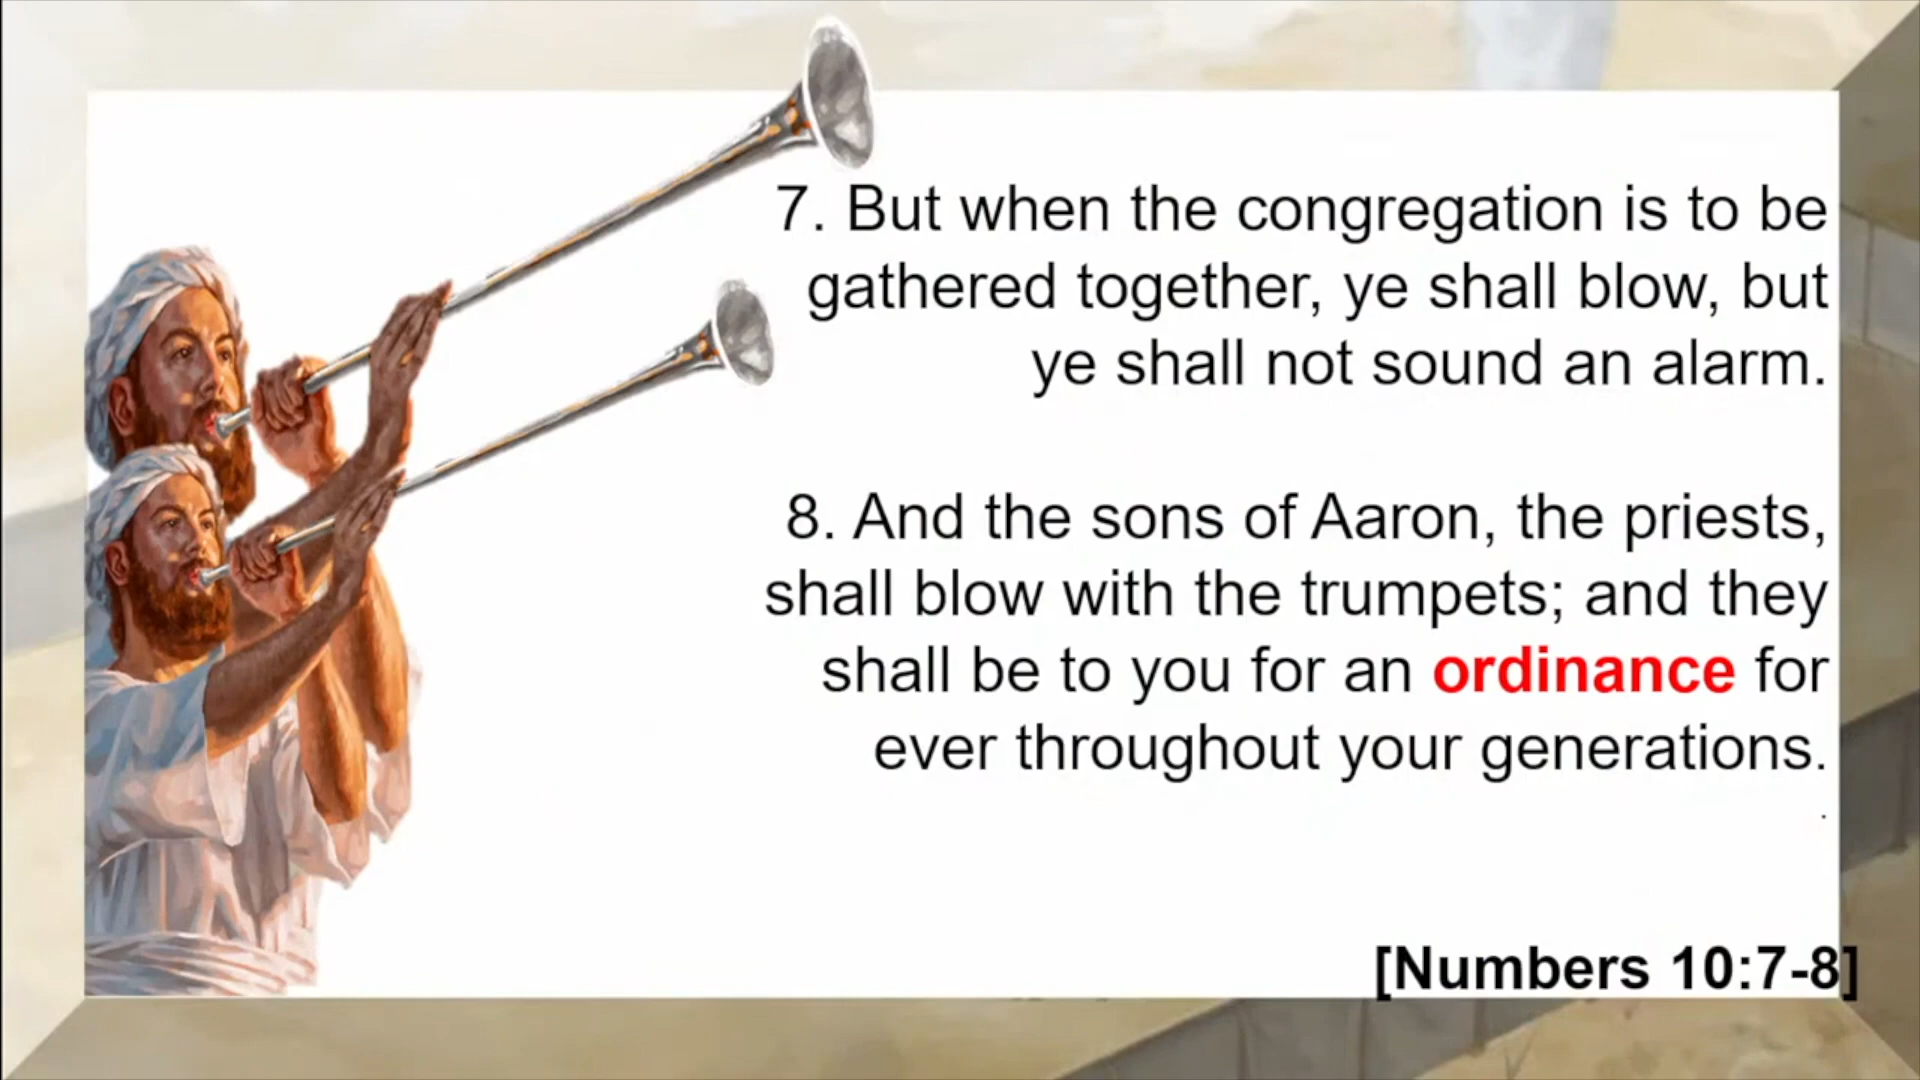 7. But when the congregation is to be
gathered together, ye shall blow, but
ye shall not sound an alarm.
8. And the sons of Aaron, the priests,
shall blow with the trumpets; and they
shall be to you for an ordinance for
ever throughout your generations.
.
[Numbers 10:7-8]